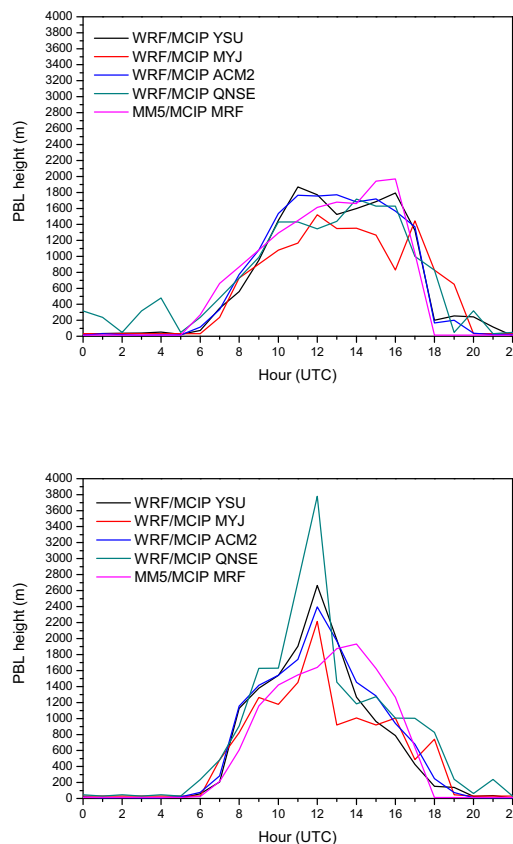 4000
3800
3600
3400
3200
3000
2800
2600
2400
2200
2000
1800
1600
1400
1200
1000
800
600
400
200
0
PBL height (m)
WRF/MCIP YSU
WRF/MCIP MYJ
WRF/MCIP ACM2
WRF/MCIP QNSE
MM5/MCIP MRF
0 2 4 6 8 10 12 14 16 18 20 2
Hour (UTC)
4000
3800
3600
3400
3200
3000
2800
2600
2400
2200
2000
1800
1600
1400
1200
1000
800
600
400
200
0
PBL height (m)
WRF/MCIP YSU
WRF/MCIP MYJ
WRF/MCIP ACM2
WRF/MCIP QNSE
MM5/MCIP MRF
0 2 4 6 8 10 12 14 16 18 20 2
Hour (UTC)